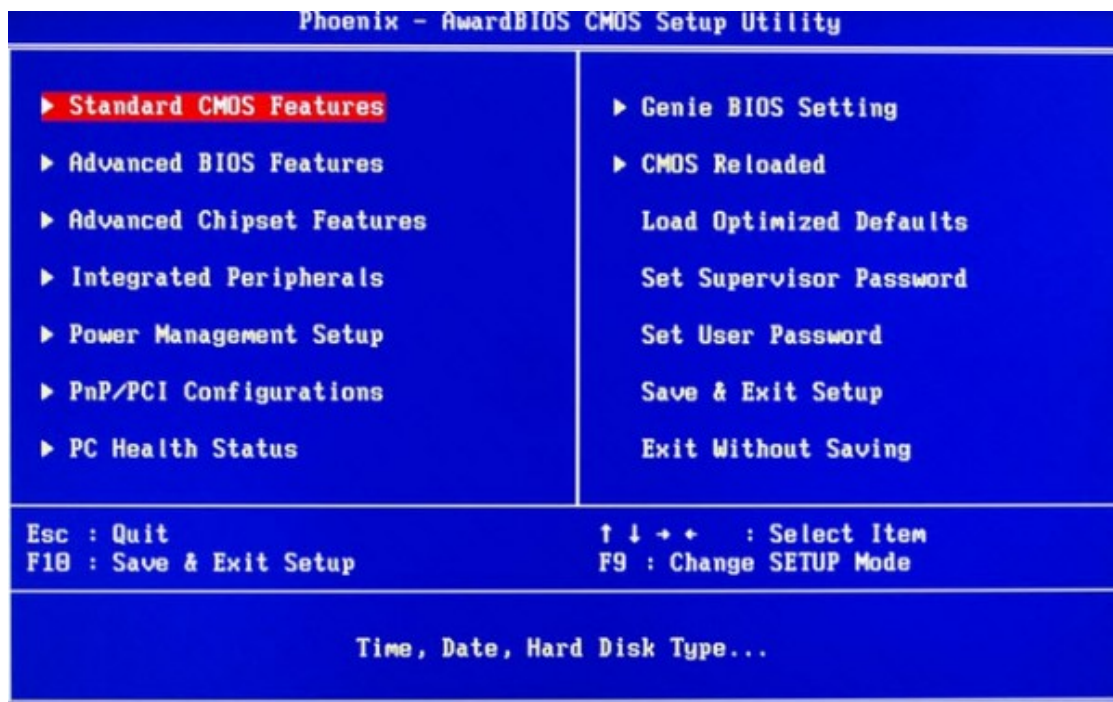 Phoenix - AwardBIOS CMOS Setup Utility
▶ Standard CMOS Features
▶ Advanced BIOS Features
▶ Advanced Chipset Features
▶ Integrated Peripherals
▶ Power Management Setup
▶ PnP/PCI Configurations
▶ PC Health Status
▶ Genie BIOS Setting
▶ CMOS Reloaded
Load Optimized Defaults
Set Supervisor Password
Set User Password
Save & Exit Setup
Exit Without Saving
Esc : Quit
F10 : Save & Exit Setup
↑ ↓ → ← : Select Item
F9 : Change SETUP Mode
Time, Date, Hard Disk Type...